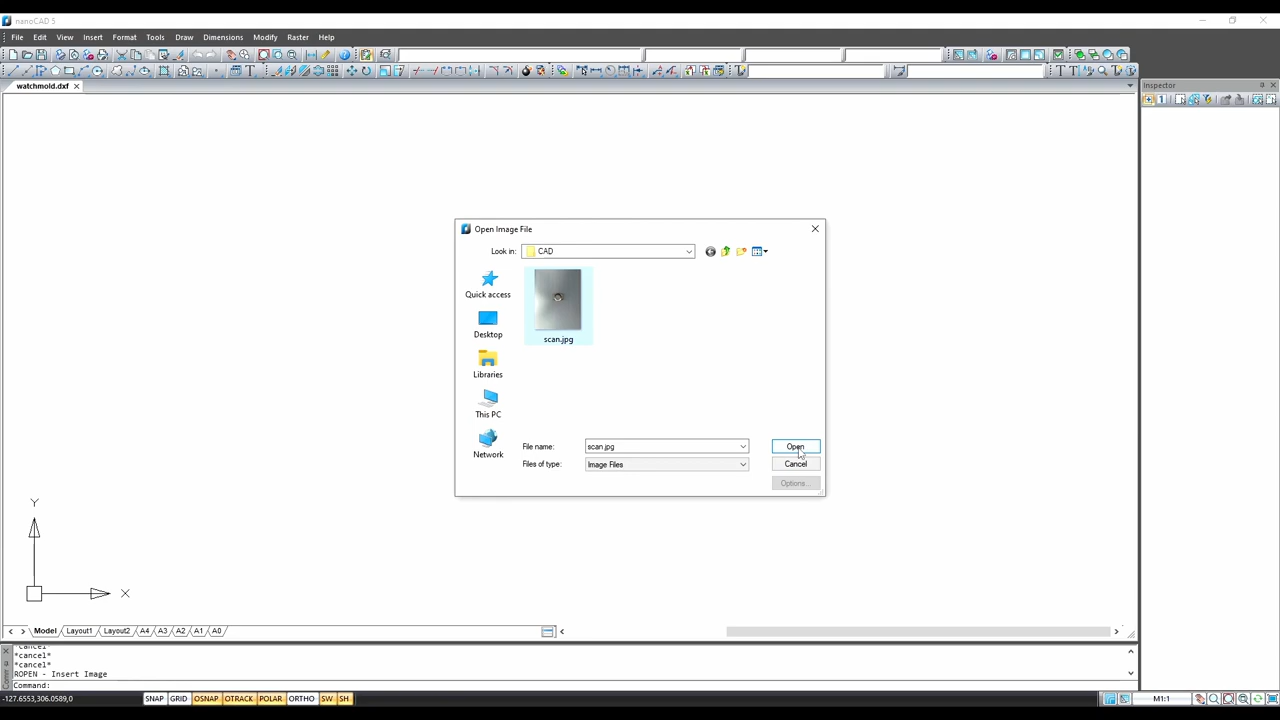 nanoCAD 5
File Edit View Insert Format Tools Draw Dimensions Modify Raster Help
watchmold.dxf
Inspector
Open Image File
Look in: CAD
Quick access
Desktop
Libraries
This PC
Network
scan.jpg
File name: scan.jpg Open
Files of type: Image Files Cancel
Options...
Y
X
Model Layout1 Layout2 A4 A3 A2 A1 A0
*cancel*
*cancel*
*cancel*
ROPEN - Insert Image
Command:
-127.6553,306.0589,0 SNAP GRID OSNAP OTRACK POLAR ORTHO SW SH M1:1